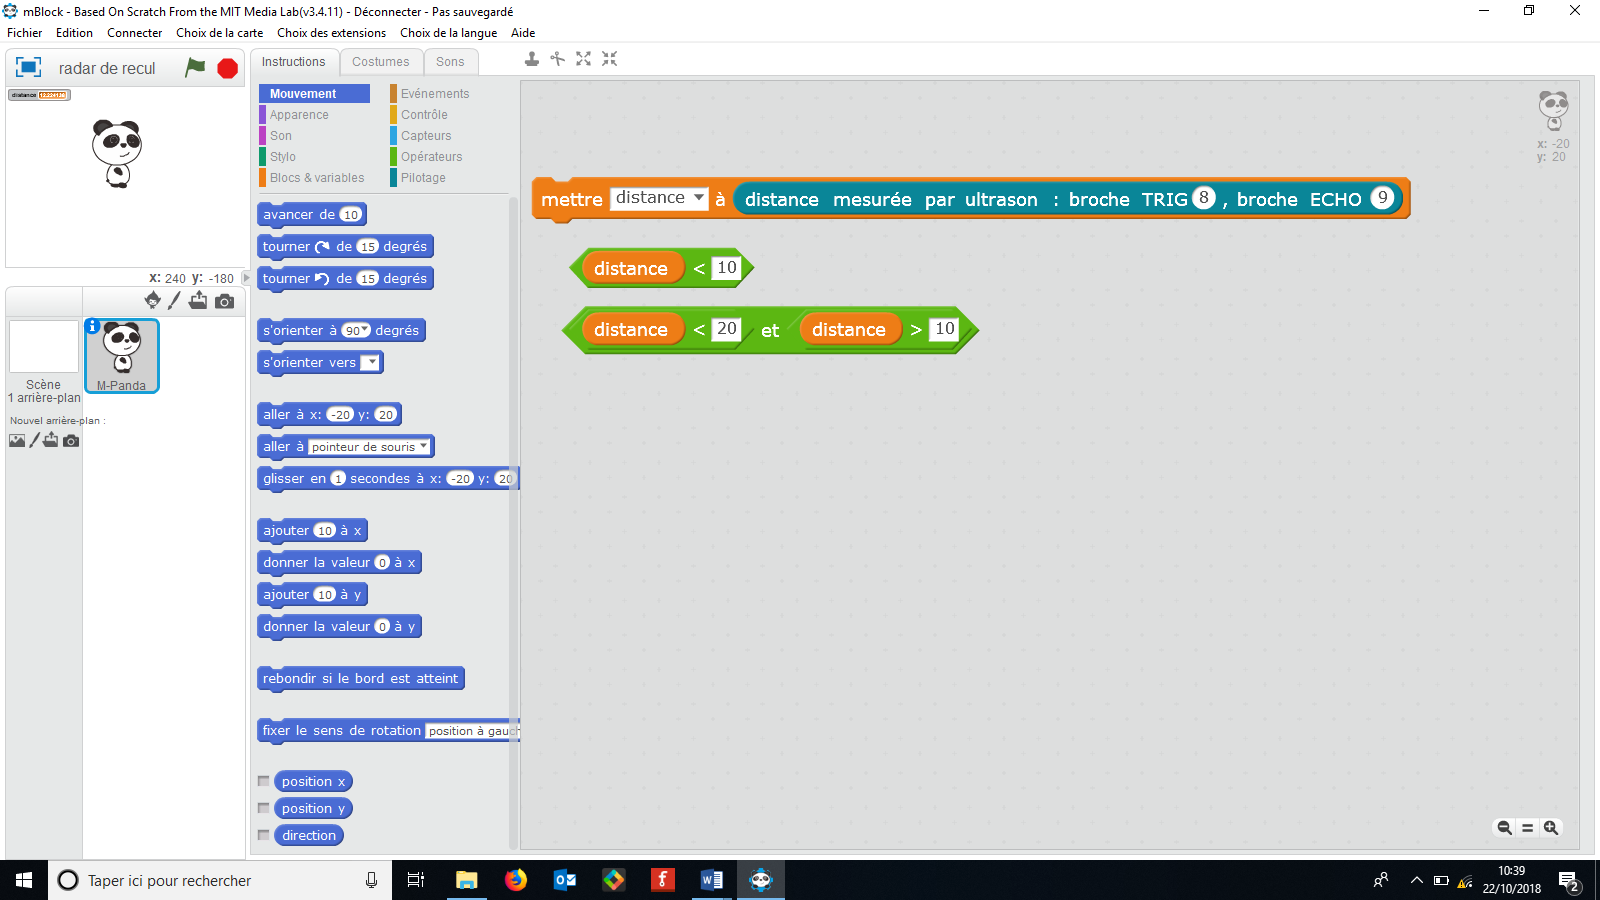 mBlock - Based On Scratch From the MIT Media Lab(v3.4.11) - Déconnecter - Pas sauvegardé
Fichier Edition Connecter Choix de la carte Choix des extensions Choix de la langue Aide
radar de recul
distance
x: 240 y: -180
M-Panda
Scène
1 arrière-plan
Nouvel arrière-plan :
Instructions Costumes Sons
Mouvement Evénements
Apparence Contrôle
Son Capteurs
Stylo Opérateurs
Blocs & variables Pilotage
avancer de 10
tourner de 15 degrés
tourner de 15 degrés
s'orienter à 90 degrés
s'orienter vers
aller à x: -20 y: 20
aller à pointeur de souris
glisser en 1 secondes à x: -20 y: 20
ajouter 10 à x
donner la valeur 0 à x
ajouter 10 à y
donner la valeur 0 à y
rebondir si le bord est atteint
fixer le sens de rotation position à
position x
position y
direction
mettre distance à distance mesurée par ultrason : broche TRIG 8 , broche ECHO 9
distance < 10
distance < 20 et distance > 10
x: -20
y: 20
Taper ici pour rechercher
10:39
22/10/2018
2